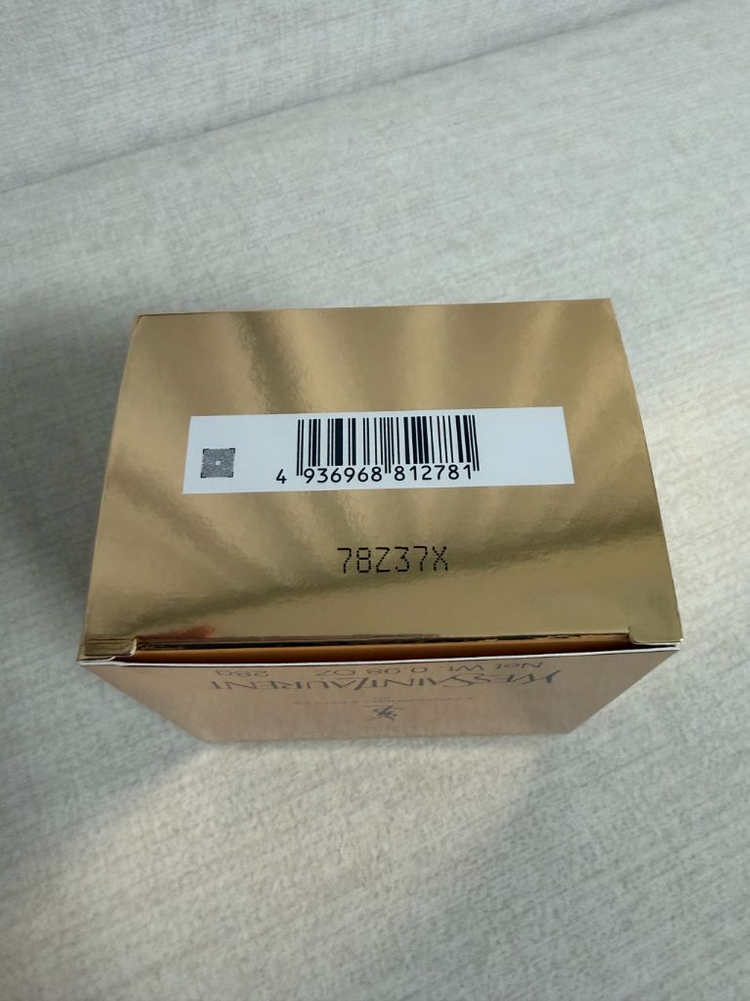 4 936968 812781
78Z37X
Net Wt. 0.98 OZ 28g
YVESSAINTLAURENT